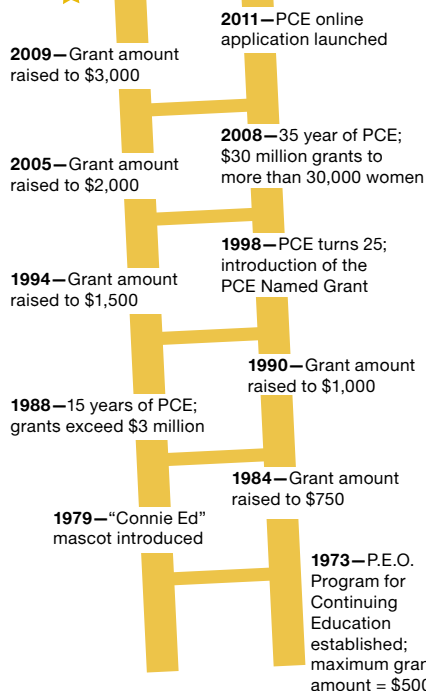 2011—PCE online
application launched
2009—Grant amount
raised to $3,000
2008—35 year of PCE;
$30 million grants to
more than 30,000 women
2005—Grant amount
raised to $2,000
1998—PCE turns 25;
introduction of the
PCE Named Grant
1994—Grant amount
raised to $1,500
1990—Grant amount
raised to $1,000
1988—15 years of PCE;
grants exceed $3 million
1984—Grant amount
raised to $750
1979—“Connie Ed”
mascot introduced
1973—P.E.O.
Program for
Continuing
Education
established;
maximum
amount =